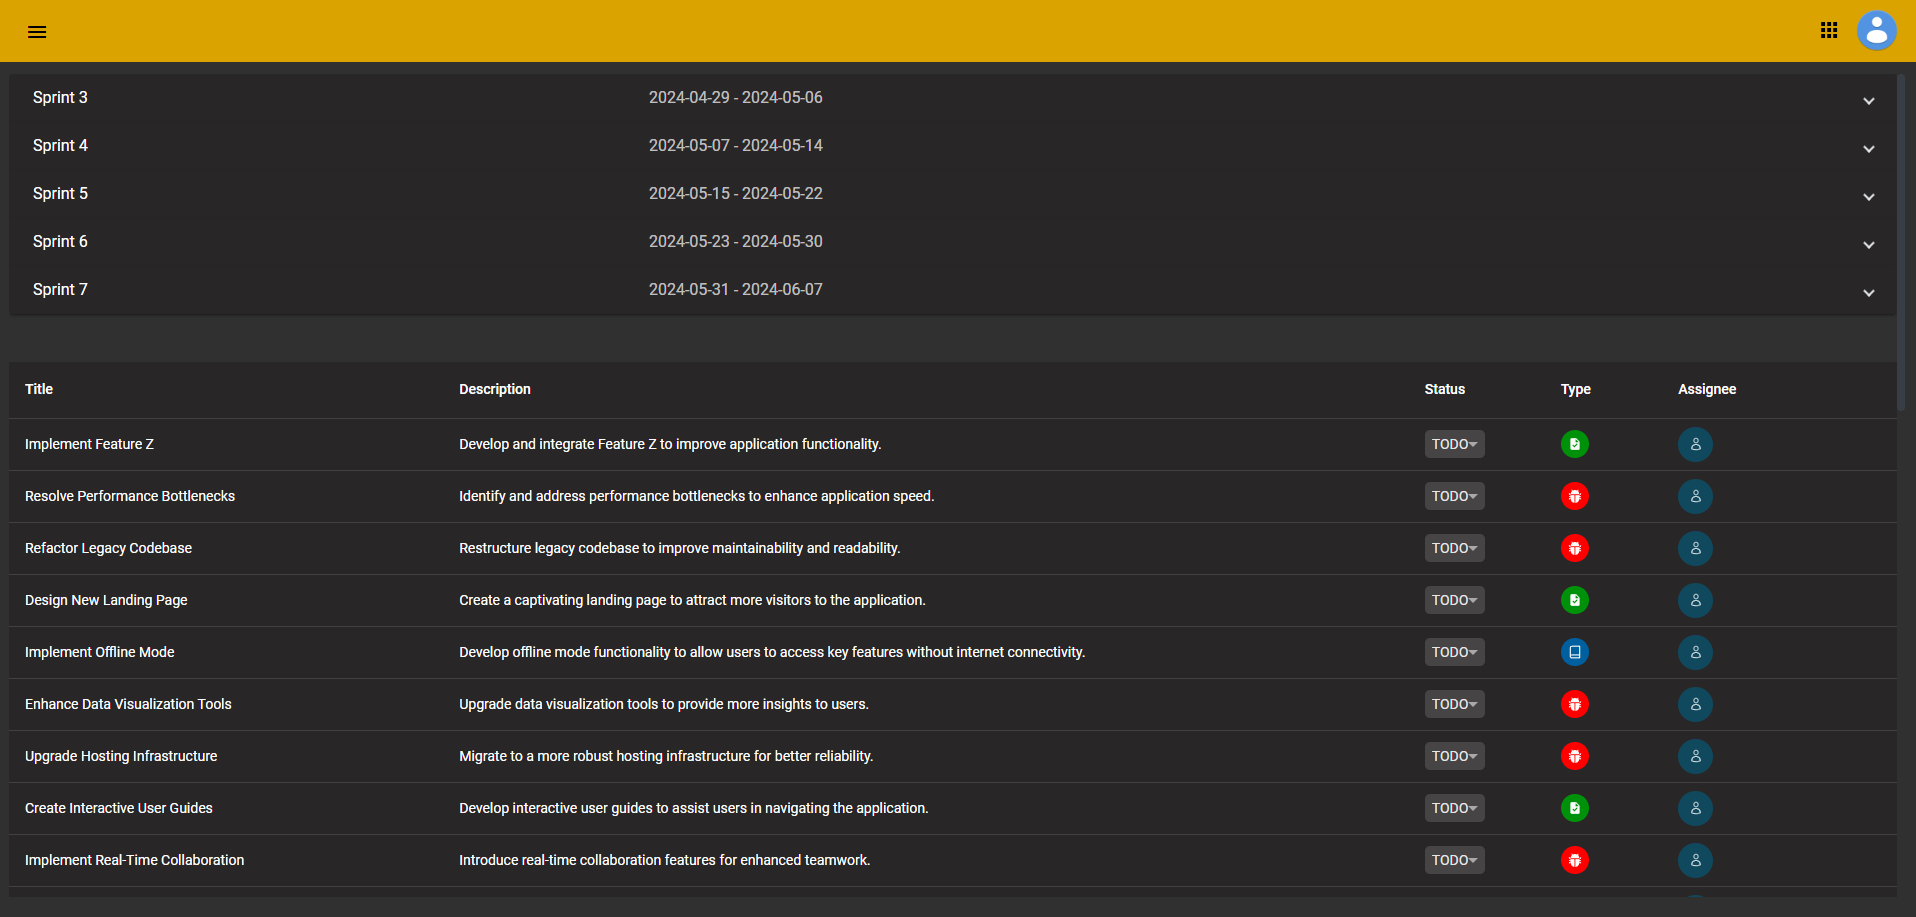 Sprint 3 2024-04-29 - 2024-05-06
Sprint 4 2024-05-07 - 2024-05-14
Sprint 5 2024-05-15 - 2024-05-22
Sprint 6 2024-05-23 - 2024-05-30
Sprint 7 2024-05-31 - 2024-06-07
Title Description Status Type Assignee
Implement Feature Z Develop and integrate Feature Z to improve application functionality. TODO
Resolve Performance Bottlenecks Identify and address performance bottlenecks to enhance application speed. TODO
Refactor Legacy Codebase Restructure legacy codebase to improve maintainability and readability. TODO
Design New Landing Page Create a captivating landing page to attract more visitors to the application. TODO
Implement Offline Mode Develop offline mode functionality to allow users to access key features without internet connectivity. TODO
Enhance Data Visualization Tools Upgrade data visualization tools to provide more insights to users. TODO
Upgrade Hosting Infrastructure Migrate to a more robust hosting infrastructure for better reliability. TODO
Create Interactive User Guides Develop interactive user guides to assist users in navigating the application. TODO
Implement Real-Time Collaboration Introduce real-time collaboration features for enhanced teamwork. TODO